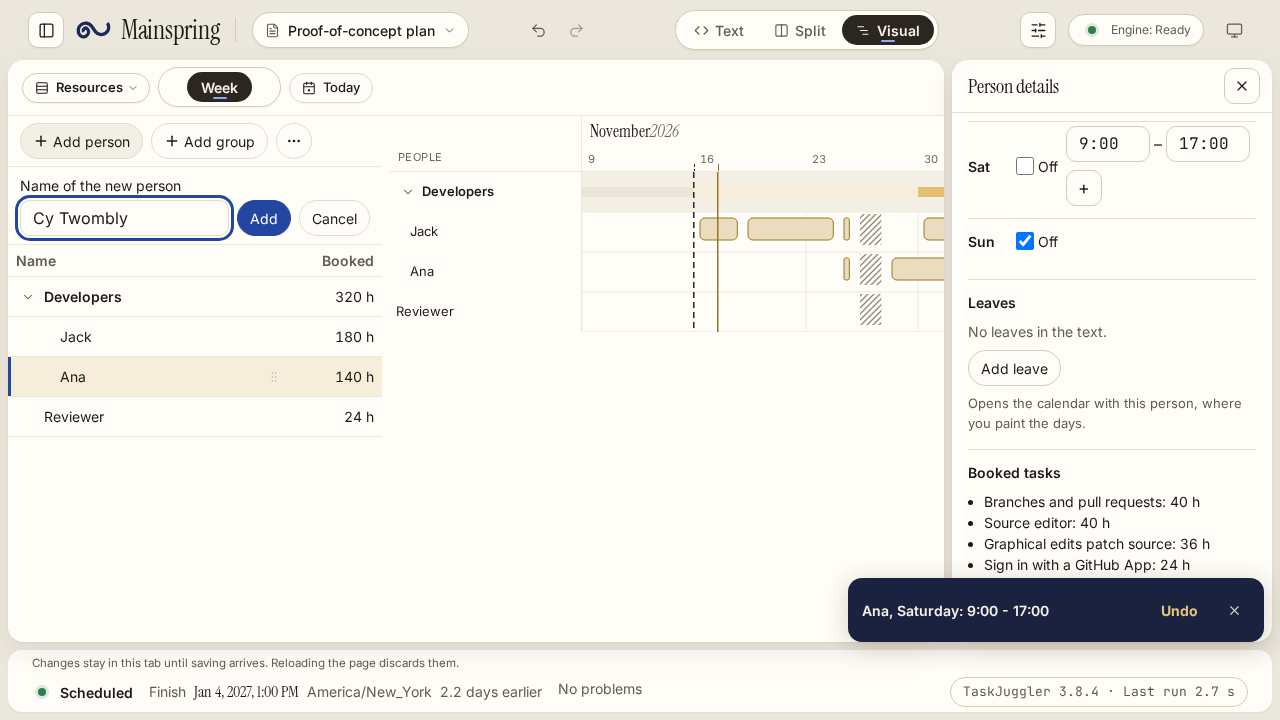 Mainspring
Proof-of-concept plan
Text
Split
Visual
Engine: Ready
Resources
Week
Today
Add person
Add group
Name of the new person
Cy Twombly
Add
Cancel
Name
Booked
Developers
320 h
Jack
180 h
Ana
140 h
Reviewer
24 h
November 2026
PEOPLE
9
16
23
30
Developers
Jack
Ana
Reviewer
Person details
Sat
Off
9:00
–
17:00
+
Sun
Off
Leaves
No leaves in the text.
Add leave
Opens the calendar with this person, where
you paint the days.
Booked tasks
Branches and pull requests: 40 h
Source editor: 40 h
Graphical edits patch source: 36 h
Sign in with a GitHub App: 24 h
Ana, Saturday: 9:00 - 17:00
Undo
Changes stay in this tab until saving arrives. Reloading the page discards them.
Scheduled
Finish Jan 4, 2027, 1:00 PM America/New_York 2.2 days earlier
No problems
TaskJuggler 3.8.4 · Last run 2.7 s